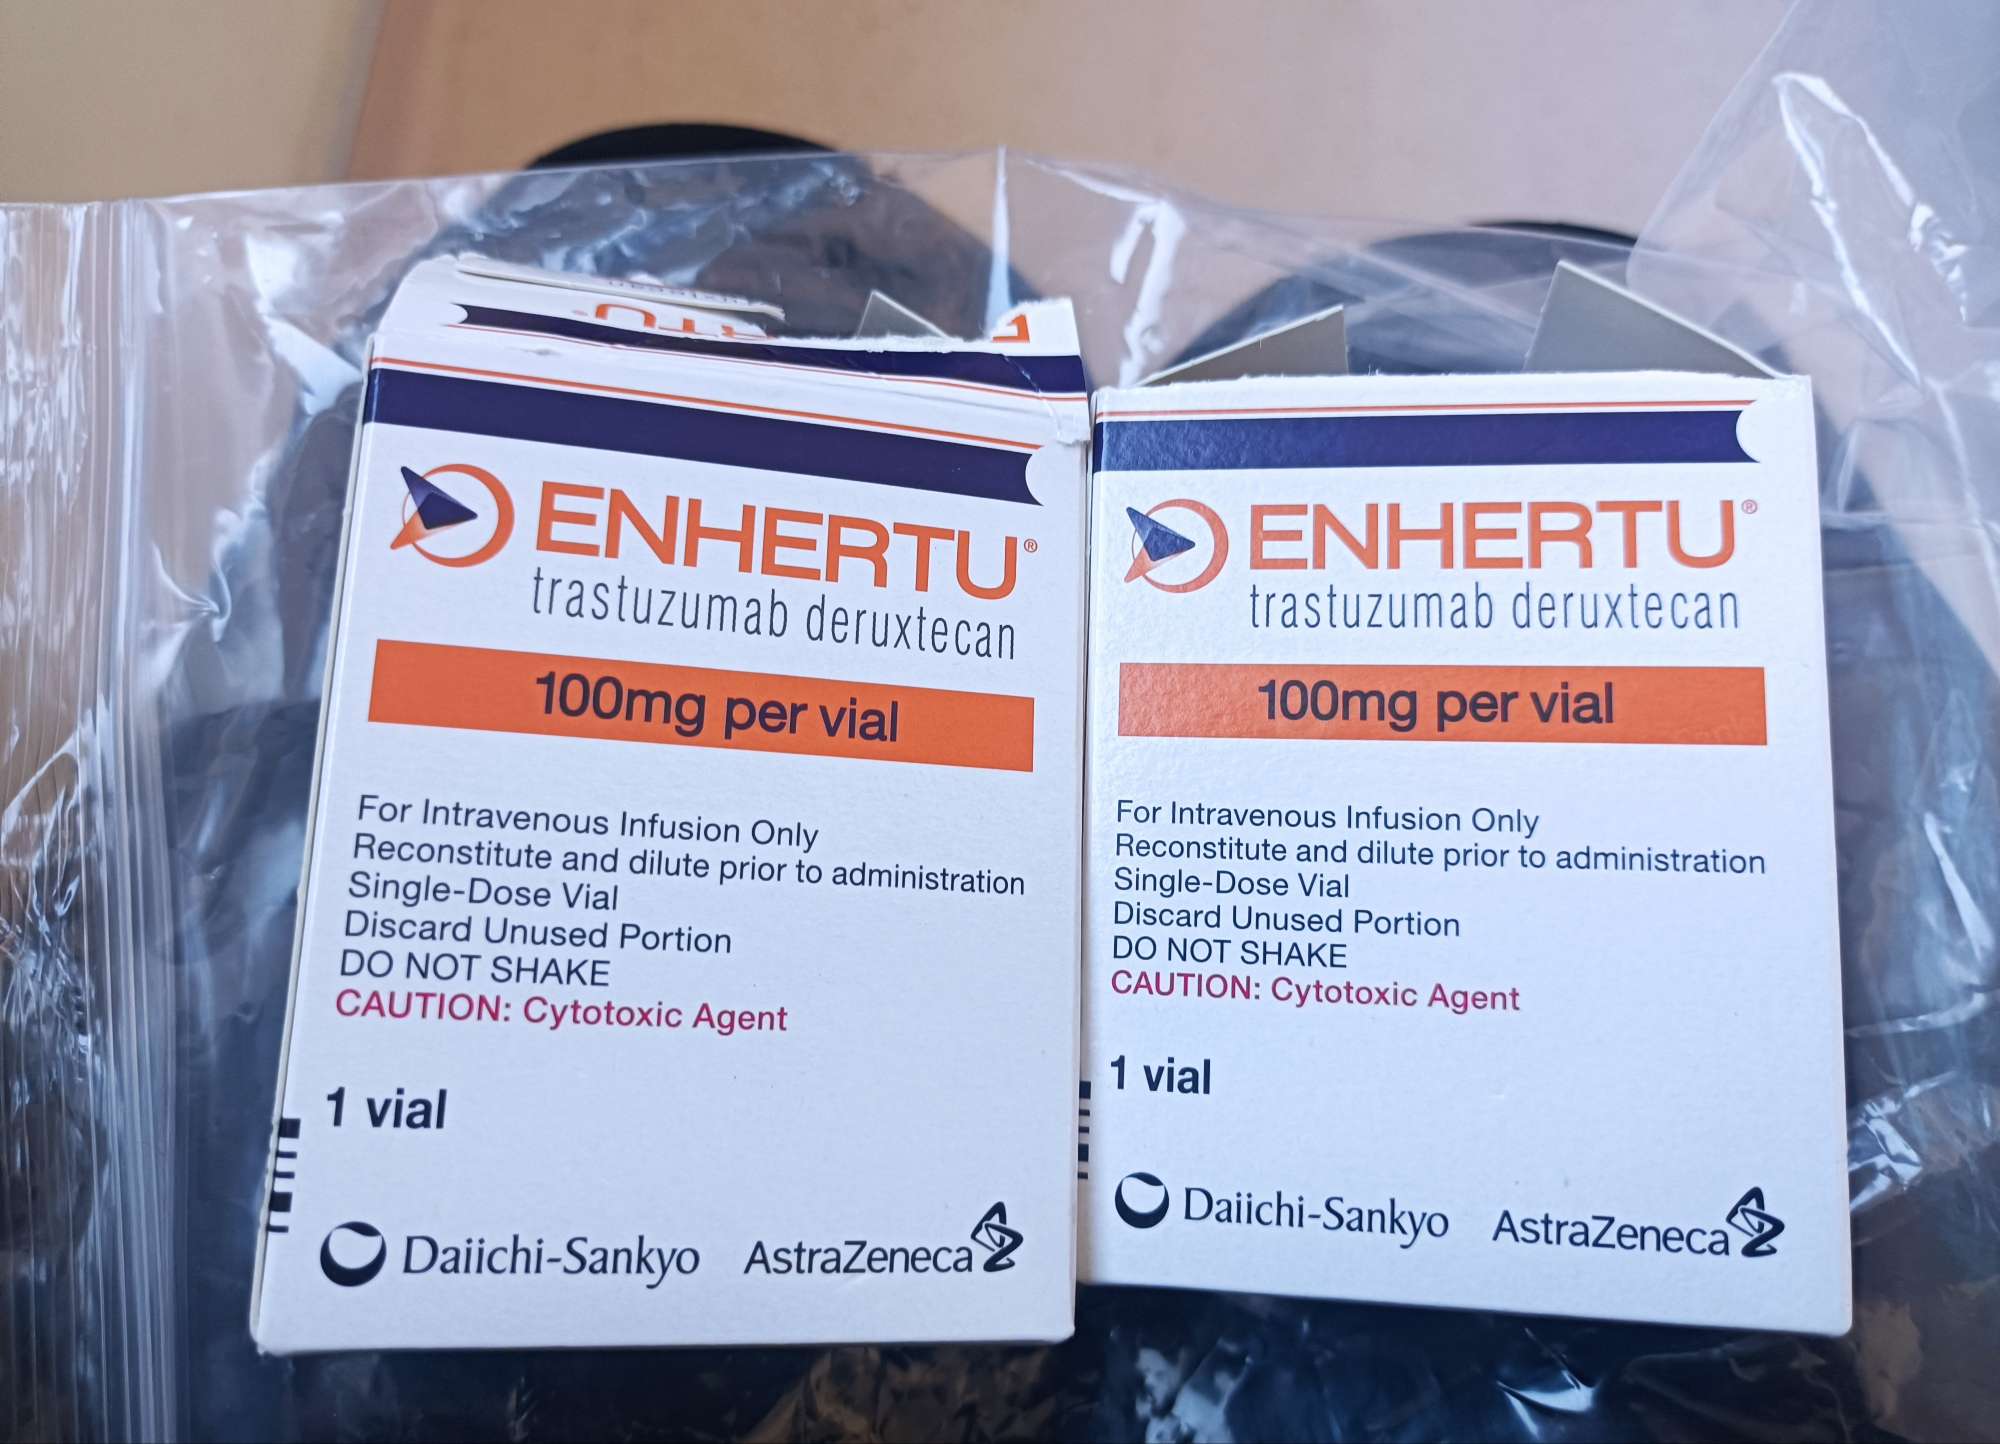 ENHERTU®
trastuzumab deruxtecan
100mg per vial
For Intravenous Infusion Only
Reconstitute and dilute prior to administration
Single-Dose Vial
Discard Unused Portion
DO NOT SHAKE
CAUTION: Cytotoxic Agent
1 vial
Daiichi-Sankyo AstraZeneca
ENHERTU®
trastuzumab deruxtecan
100mg per vial
For Intravenous Infusion Only
Reconstitute and dilute prior to administration
Single-Dose Vial
Discard Unused Portion
DO NOT SHAKE
CAUTION: Cytotoxic Agent
1 vial
Daiichi-Sankyo AstraZeneca